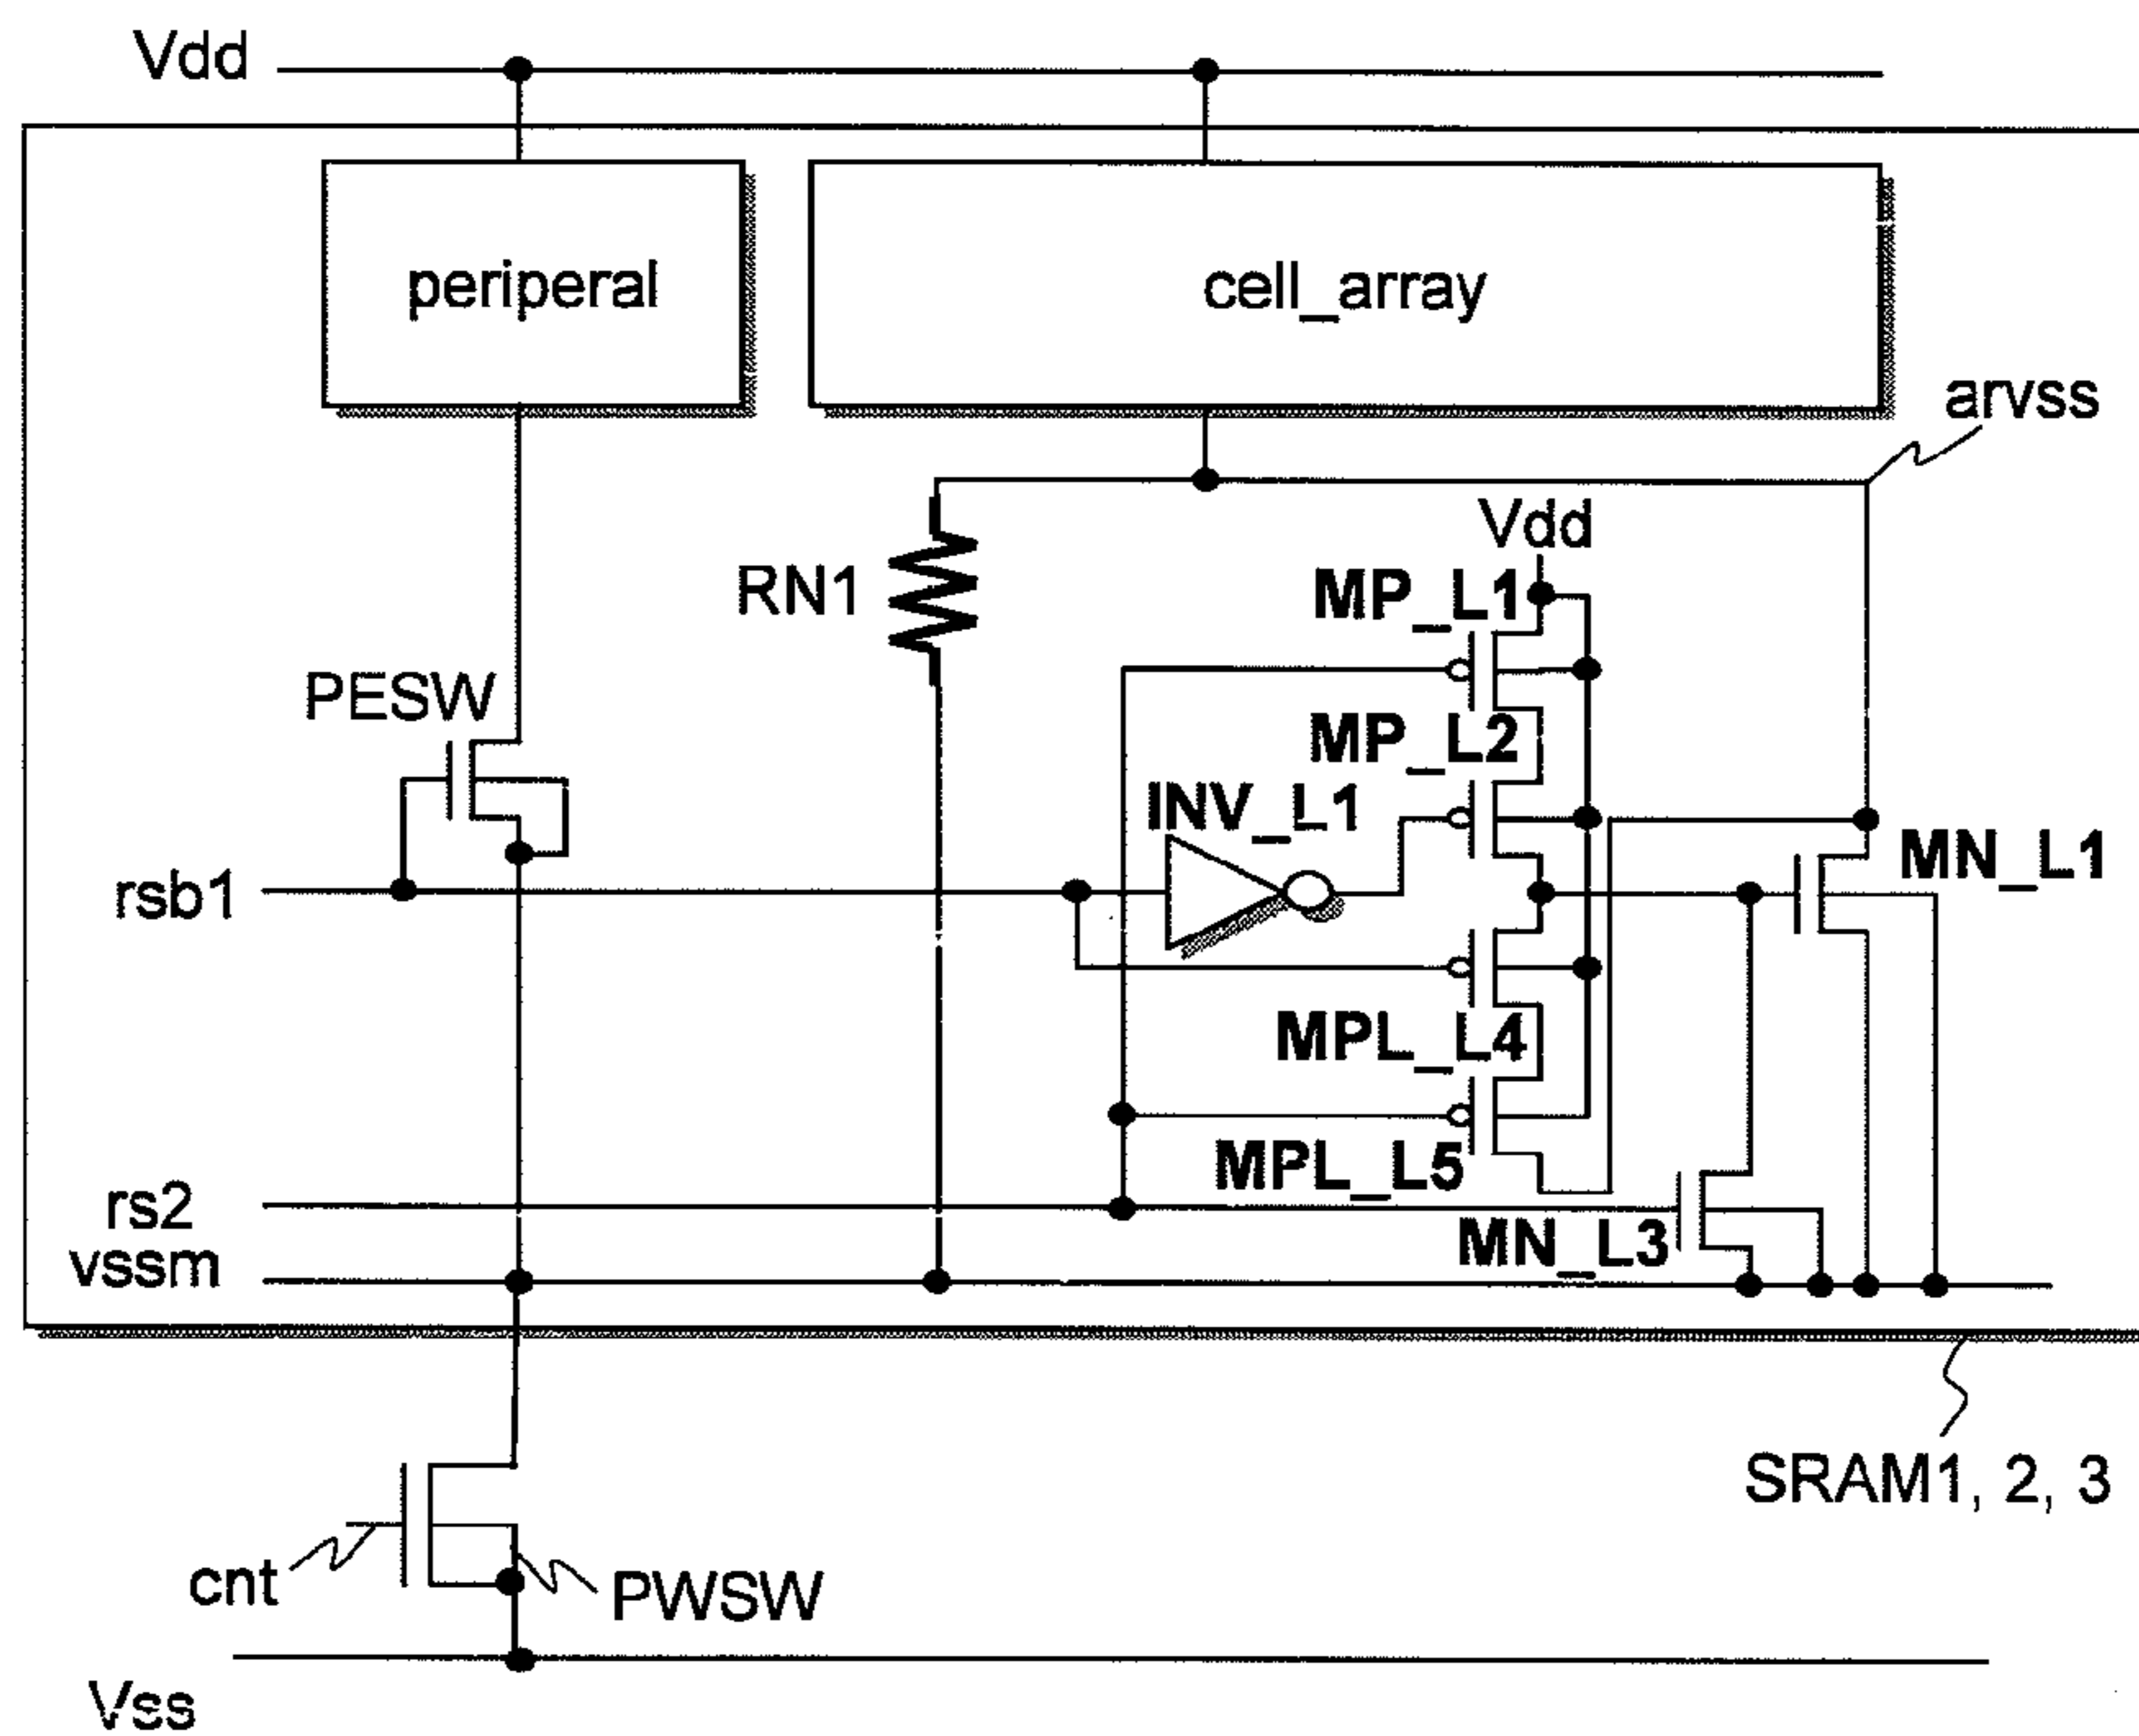 Vdd
periperal
cell_array
arvss
Vdd
RN1
MP_L1
PESW
MP_L2
INV_L1
MN_L1
rsb1
MPL_L4
MPL_L5
rs2
MN_L3
vssm
SRAM1, 2, 3
cnt
PWSW
Vss